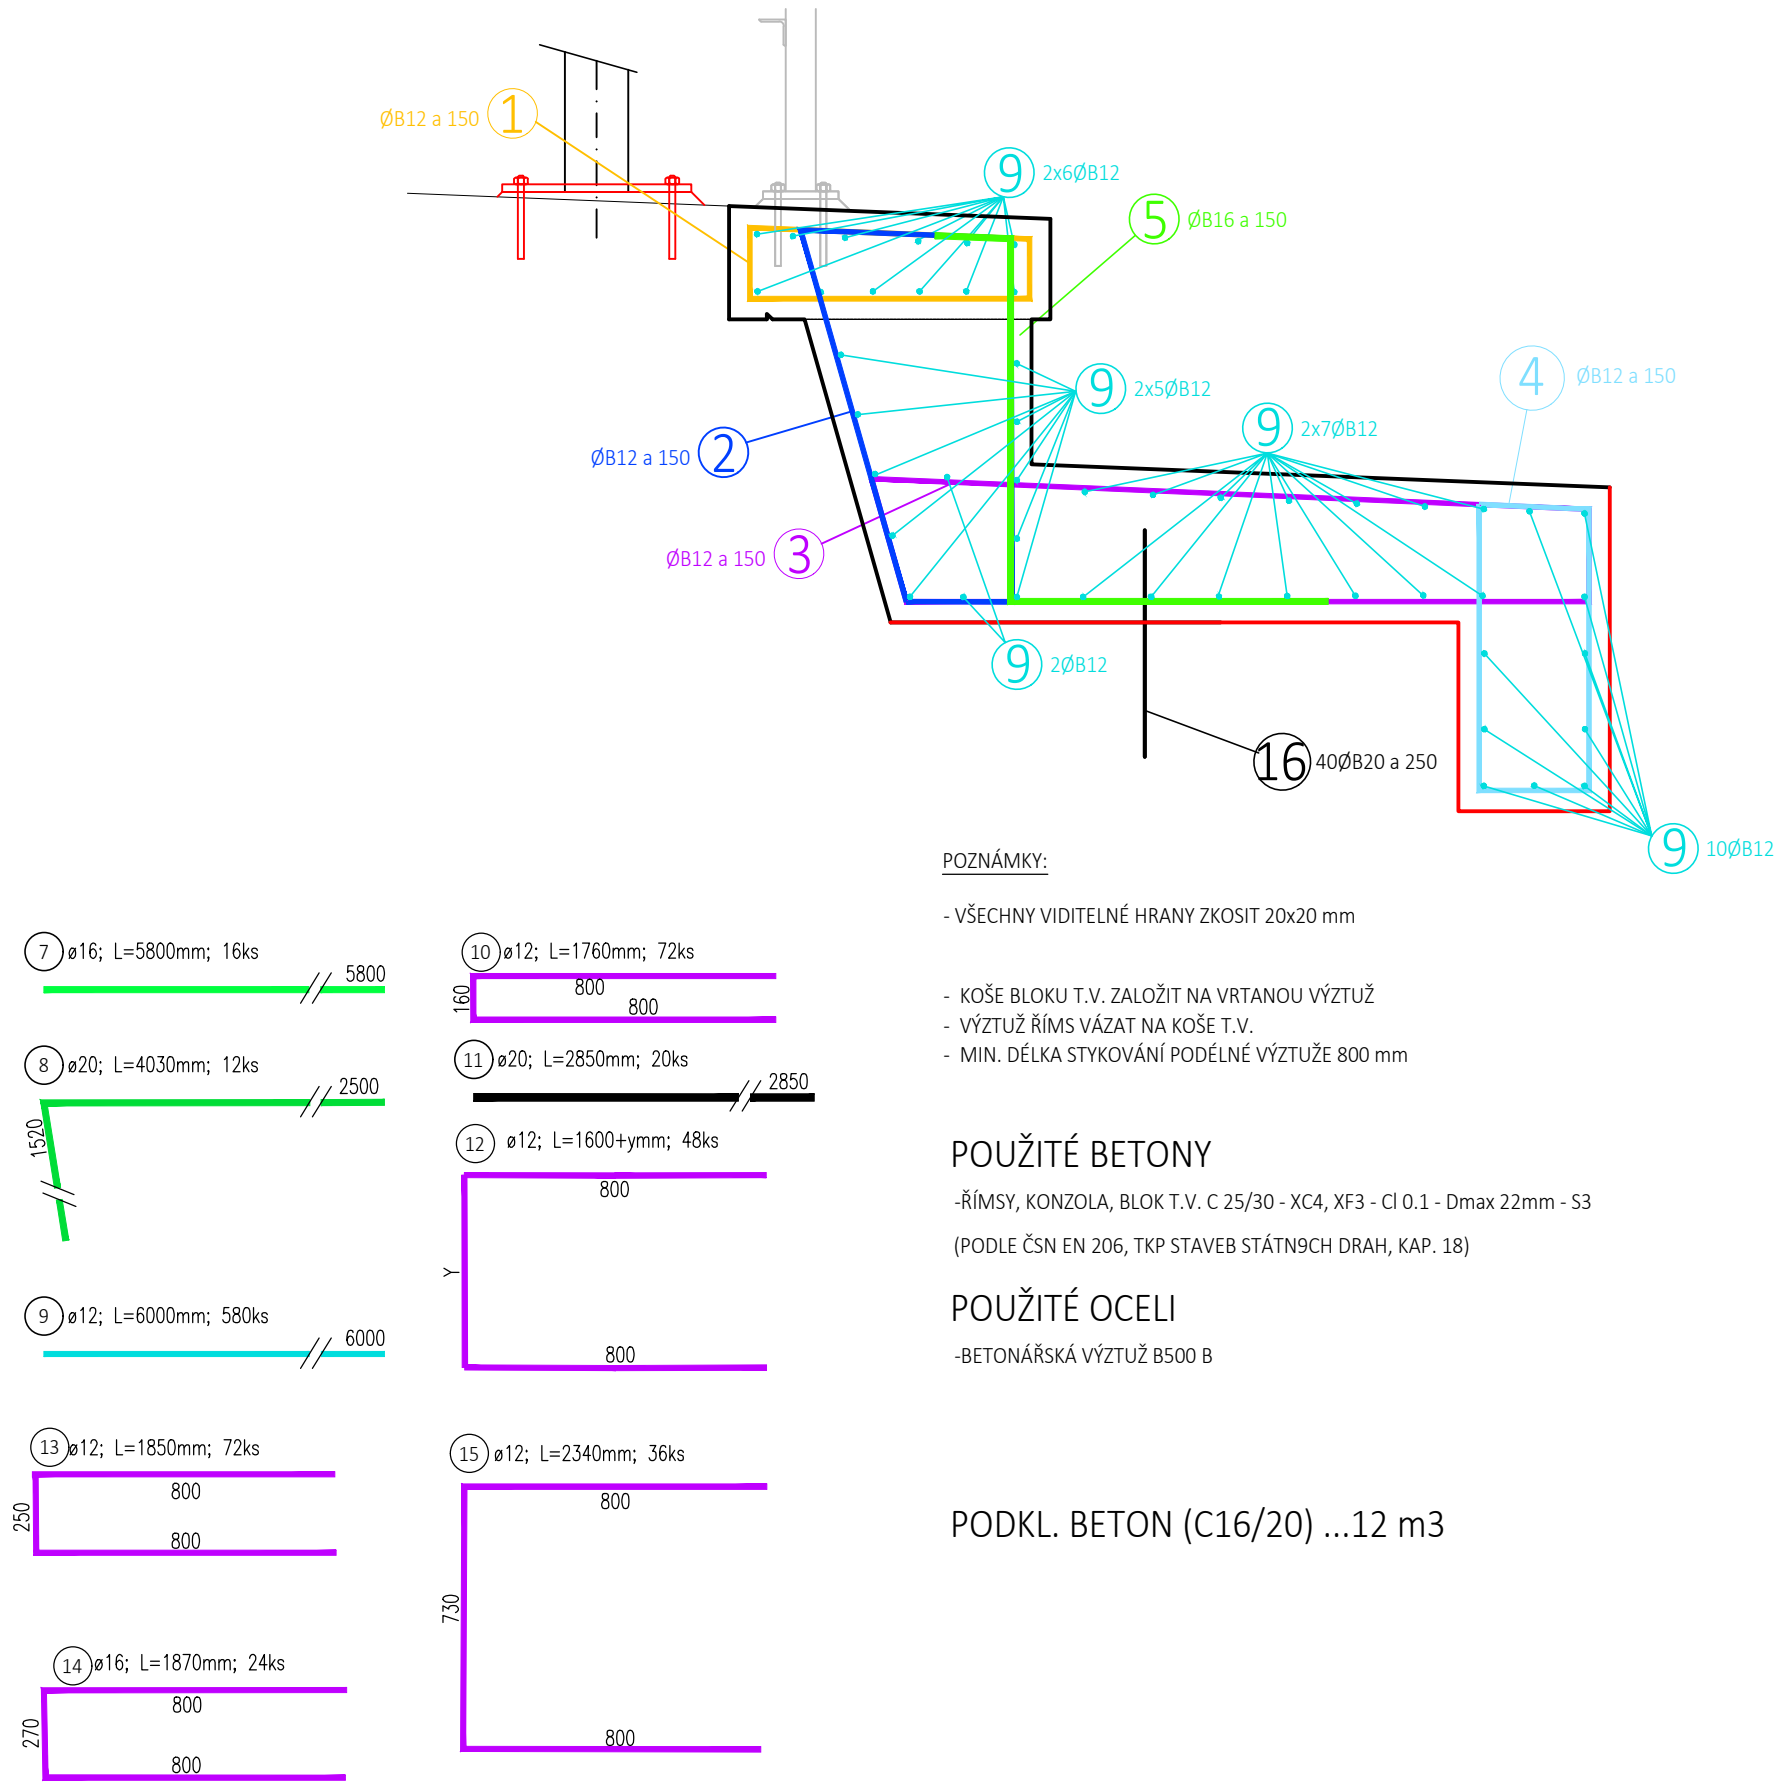 ØB12 a 150 1
9 2x6ØB12
5 ØB16 a 150
4 ØB12 a 150
9 2x5ØB12
9 2x7ØB12
ØB12 a 150 2
ØB12 a 150 3
9 2ØB12
16 40ØB20 a 250
9 10ØB12
POZNÁMKY:
- VŠECHNY VIDITELNÉ HRANY ZKOSIT 20x20 mm
- KOŠE BLOKU T.V. ZALOŽIT NA VRTANOU VÝZTUŽ
- VÝZTUŽ ŘÍMS VÁZAT NA KOŠE T.V.
- MIN. DÉLKA STYKOVÁNÍ PODÉLNÉ VÝZTUŽE 800 mm
POUŽITÉ BETONY
-ŘÍMSY, KONZOLA, BLOK T.V. C 25/30 - XC4, XF3 - Cl 0.1 - Dmax 22mm - S3
(PODLE ČSN EN 206, TKP STAVEB STÁTN9CH DRAH, KAP. 18)
POUŽITÉ OCELI
-BETONÁŘSKÁ VÝZTUŽ B500 B
PODKL. BETON (C16/20) ...12 m3
7 ø16; L=5800mm; 16ks
5800
8 ø20; L=4030mm; 12ks
2500
1520
9 ø12; L=6000mm; 580ks
6000
10 ø12; L=1760mm; 72ks
800
160
800
11 ø20; L=2850mm; 20ks
2850
12 ø12; L=1600+ymm; 48ks
800
Y
800
13 ø12; L=1850mm; 72ks
800
250
800
14 ø16; L=1870mm; 24ks
800
270
800
15 ø12; L=2340mm; 36ks
800
730
800